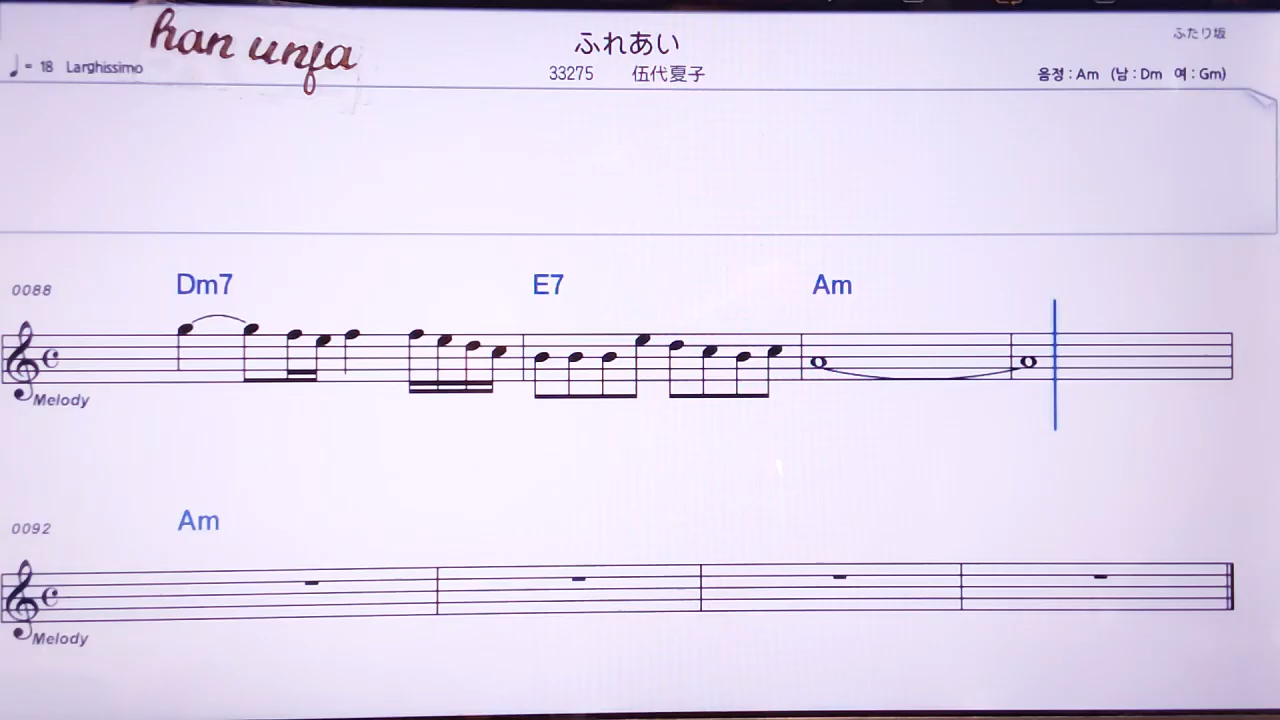 han unja
ふれあい
ふたり坂
♩= 18 Larghissimo
33275 伍代夏子
음정 : Am (남 : Dm 여 : Gm)
0088
Dm7 E7 Am
Melody
0092
Am
Melody